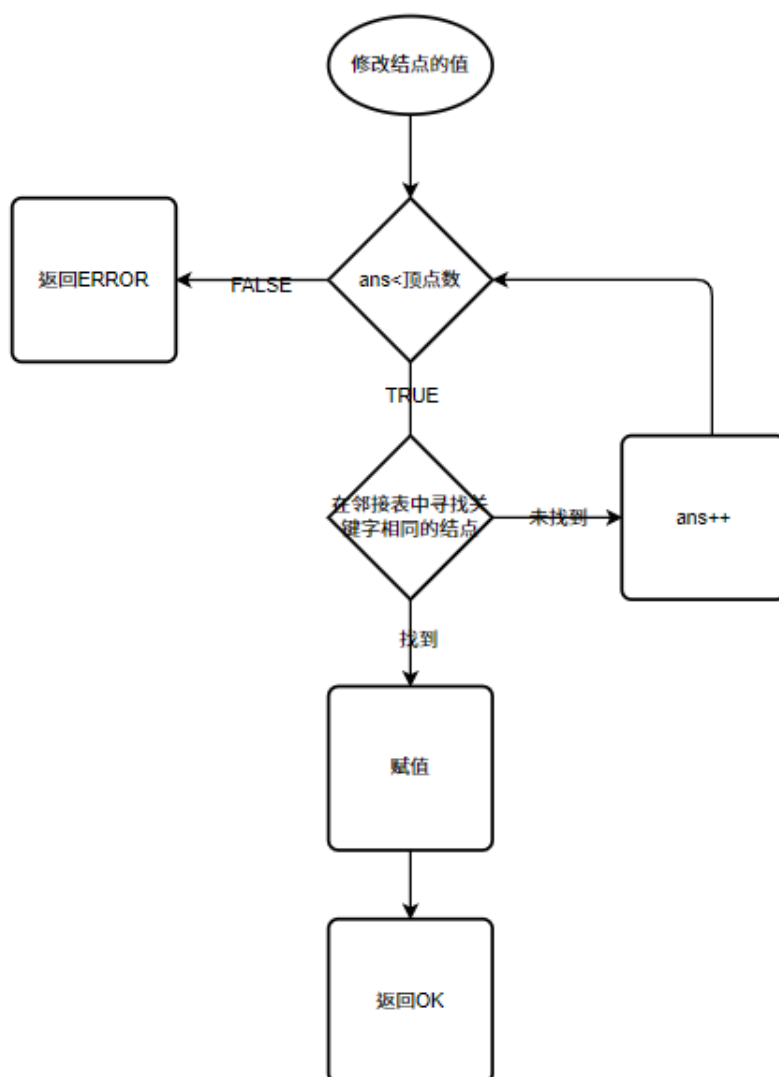 修改结点的值
ans<顶点数
FALSE
返回ERROR
TRUE
在邻接表中寻找关
键字相同的结点
未找到
ans++
找到
赋值
返回OK